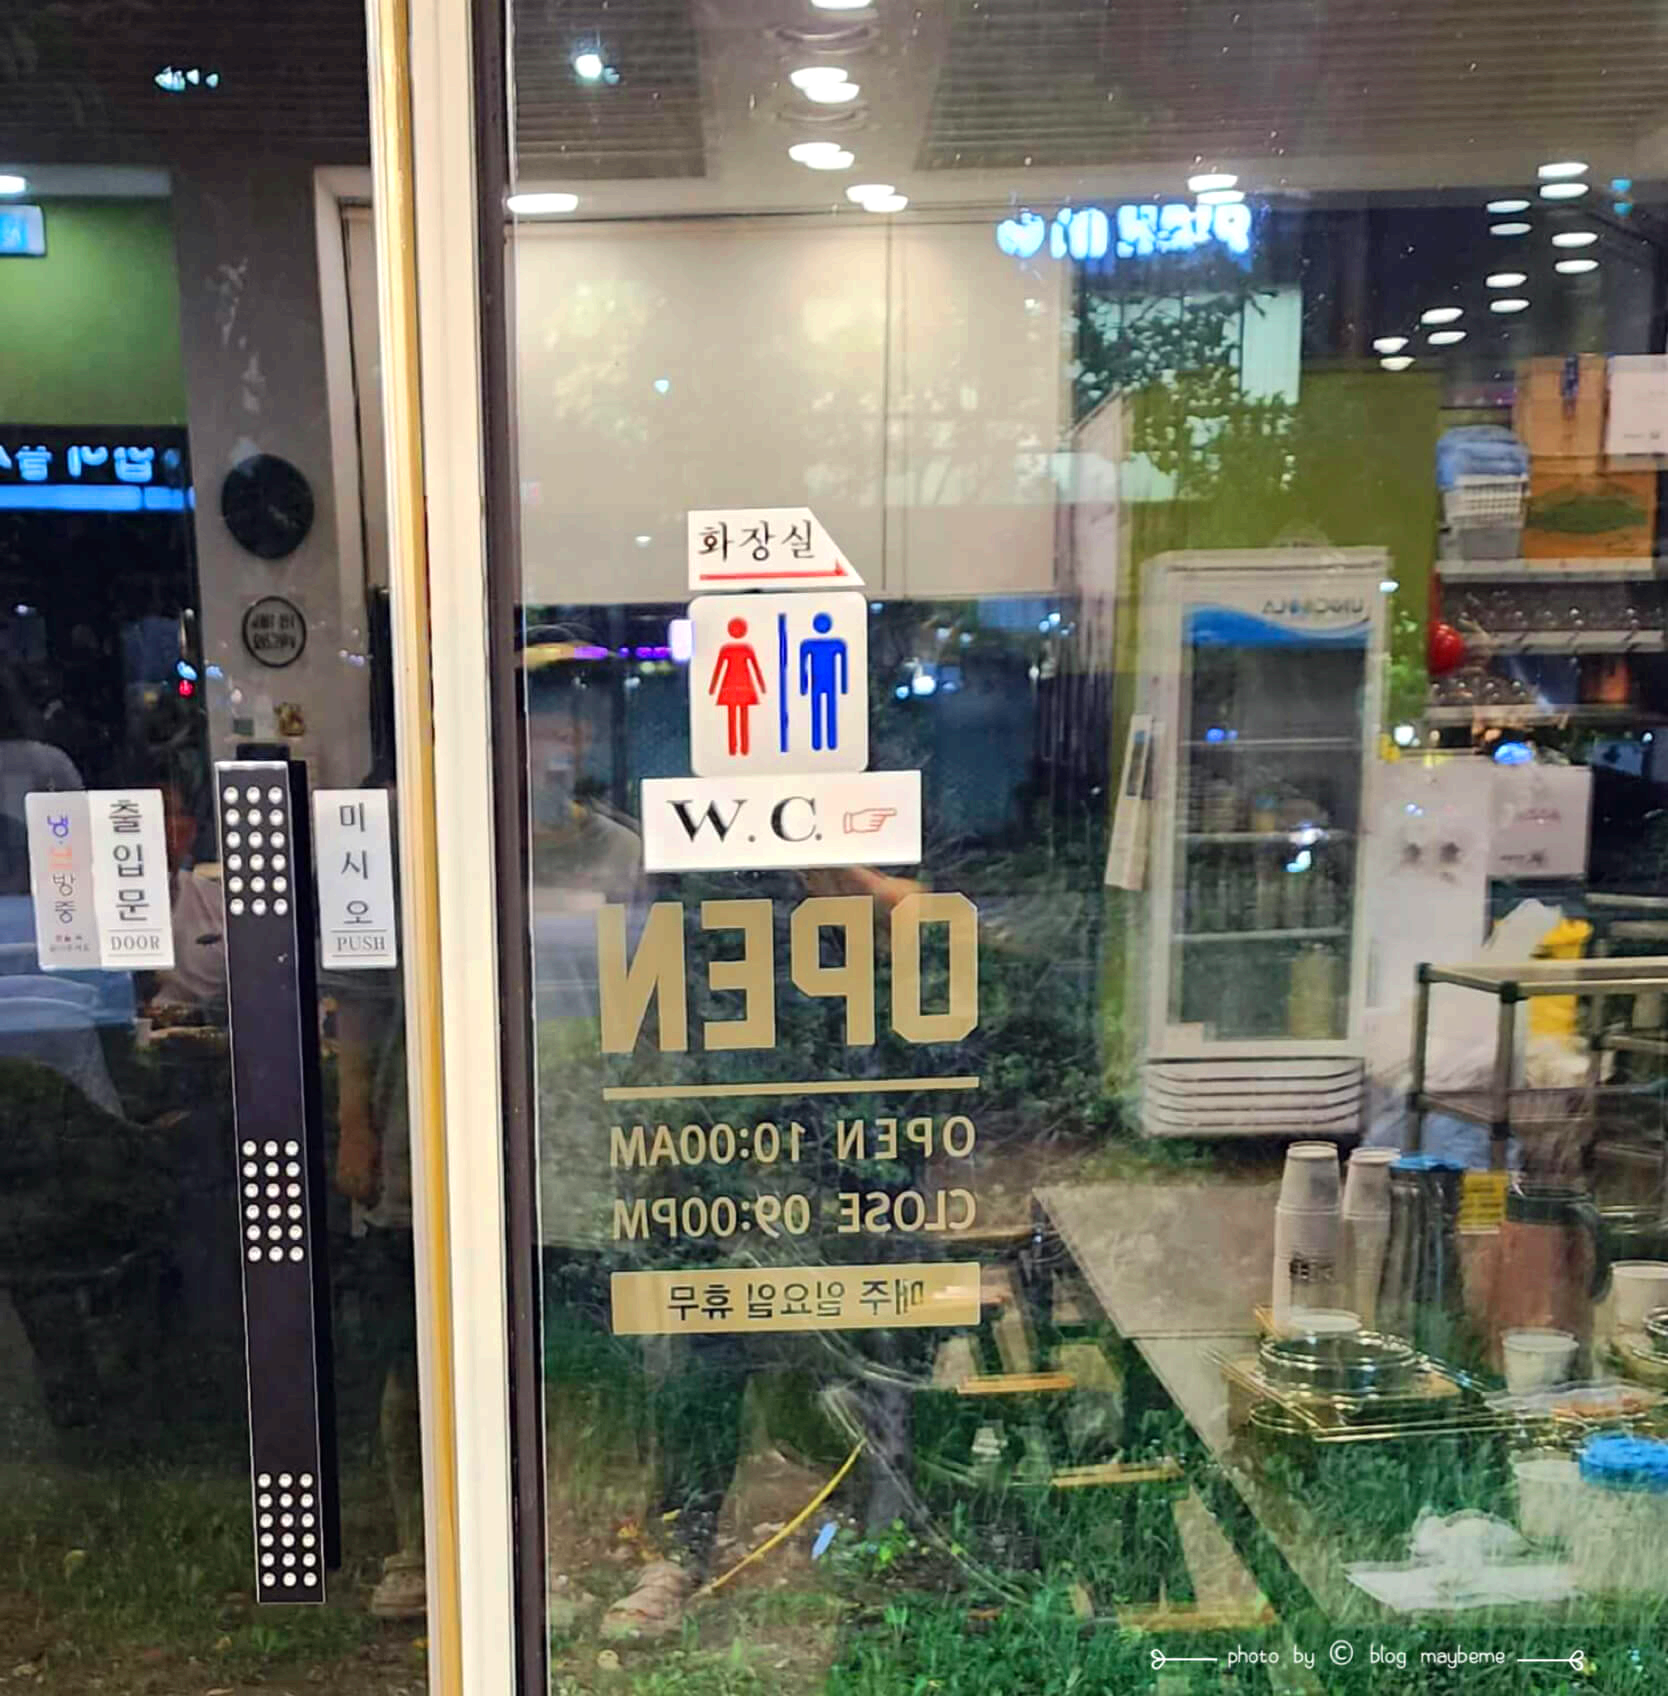 화장실
W.C.
냉·난방중
출입문
DOOR
미시오
PUSH
OPEN
OPEN 10:00AM
CLOSE 09:00PM
매주 일요일 휴무
photo by © blog maybeme